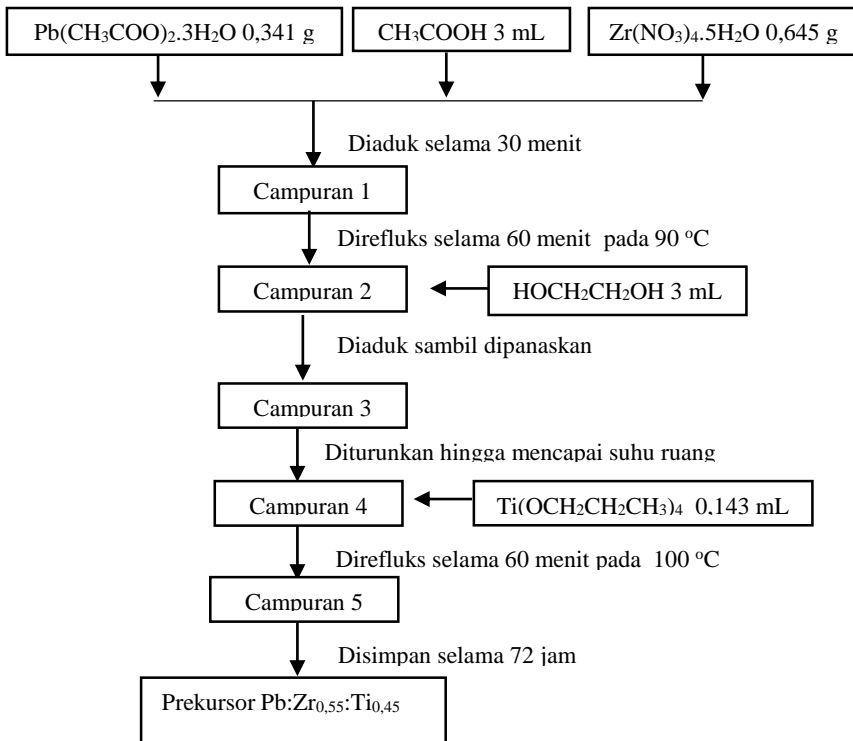 Pb(CH₃COO)₂.3H₂O 0,341 g
CH₃COOH 3 mL
Zr(NO₃)₄.5H₂O 0,645 g
Diaduk selama 30 menit
Campuran 1
Direfluks selama 60 menit pada 90 °C
Campuran 2
HOCH₂CH₂OH 3 mL
Diaduk sambil dipanaskan
Campuran 3
Diturunkan hingga mencapai suhu ruang
Campuran 4
Ti(OCH₂CH₂CH₃)₄ 0,143 mL
Direfluks selama 60 menit pada 100 °C
Campuran 5
Disimpan selama 72 jam
Prekursor Pb:Zr₀,₅₅:Ti₀,₄₅